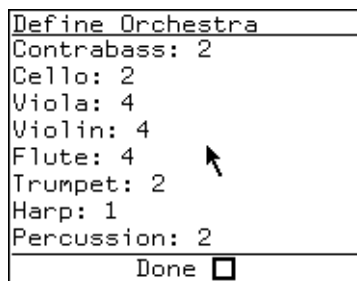 Define Orchestra
Contrabass: 2
Cello: 2
Viola: 4
Violin: 4
Flute: 4
Trumpet: 2
Harp: 1
Percussion: 2
Done